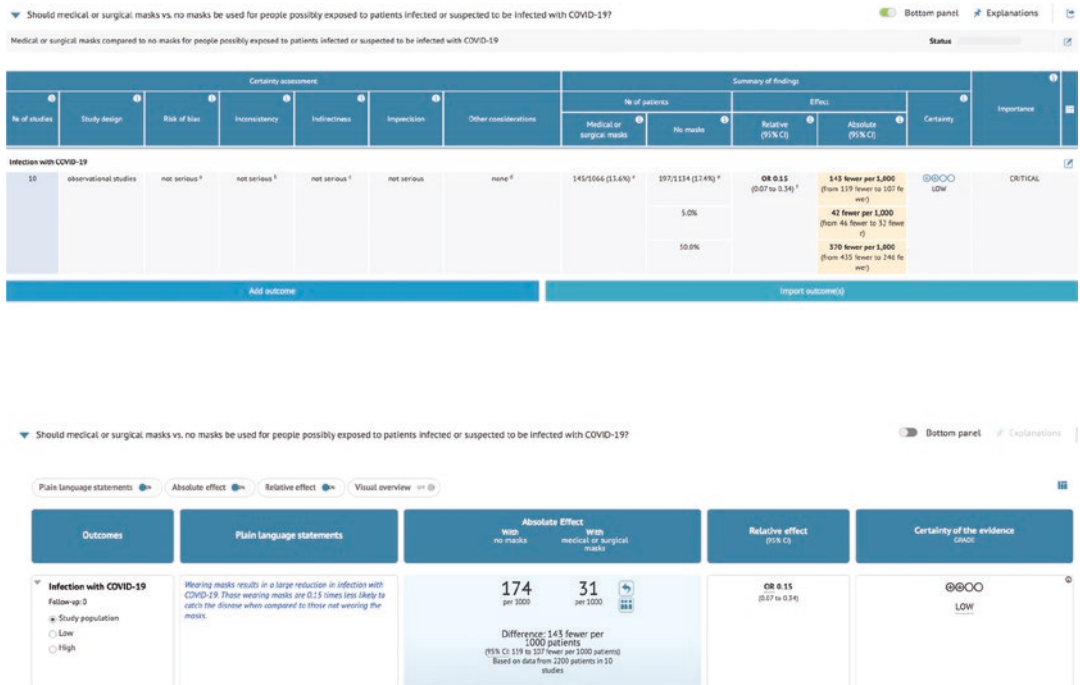 Should medical or surgical masks vs. no masks be used for people possibly exposed to patients infected or suspected to be infected with COVID-19?
Bottom panel
Explanations
Medical or surgical masks compared to no masks for people possibly exposed to patients infected or suspected to be infected with COVID-19
Status
Certainty assessment
Summary of findings
Importance
№ of studies
Study design
Risk of bias
Inconsistency
Indirectness
Imprecision
Other considerations
№ of patients
Effect
Certainty
Medical or
surgical masks
No masks
Relative
(95% CI)
Absolute
(95% CI)
Infection with COVID-19
10
observational studies
not serious a
not serious b
not serious c
not serious
none d
145/1066 (13.6%) e
197/1134 (17.4%) e
OR 0.15
(0.07 to 0.34) f
143 fewer per 1,000
(from 159 fewer to 107 fe
wer)
⊕⊕○○
LOW
CRITICAL
5.0%
42 fewer per 1,000
(from 46 fewer to 32 fewe
r)
50.0%
370 fewer per 1,000
(from 435 fewer to 246 fe
wer)
Add outcome
Import outcome(s)
Should medical or surgical masks vs. no masks be used for people possibly exposed to patients infected or suspected to be infected with COVID-19?
Bottom panel
Explanations
Plain language statements
ON
Absolute effect
ON
Relative effect
ON
Visual overview
OFF
Outcomes
Plain language statements
Absolute Effect
With
no masks
With
medical or surgical
masks
Relative effect
(95% CI)
Certainty of the evidence
GRADE
Infection with COVID-19
Follow-up: 0
Study population
Low
High
Wearing masks results in a large reduction in infection with
COVID-19. Those wearing masks are 0.15 times less likely to
catch the disease when compared to those not wearing the
masks.
174
per 1000
31
per 1000
Difference: 143 fewer per
1000 patients
(95% CI: 159 to 107 fewer per 1000 patients)
Based on data from 2200 patients in 10
studies
OR 0.15
(0.07 to 0.34)
⊕⊕○○
LOW